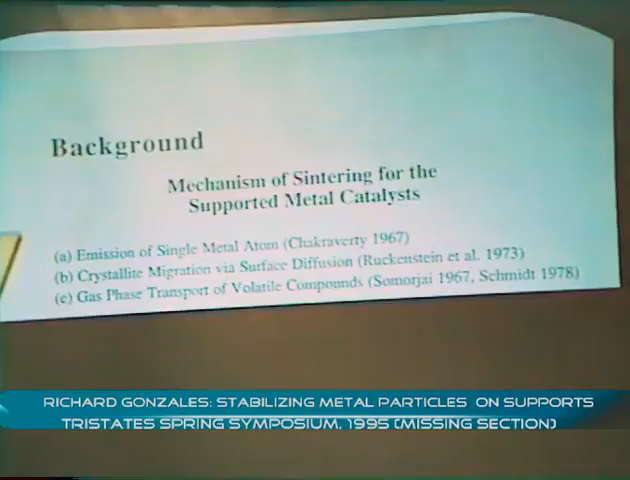 Background
Mechanism of Sintering for the
Supported Metal Catalysts
(a) Emission of Single Metal Atom (Chakraverty 1967)
(b) Crystallite Migration via Surface Diffusion (Ruckenstein et al. 1973)
(c) Gas Phase Transport of Volatile Compounds (Somorjai 1967, Schmidt 1978)
RICHARD GONZALES: STABILIZING METAL PARTICLES ON SUPPORTS
TRISTATES SPRING SYMPOSIUM, 1995 (MISSING SECTION)